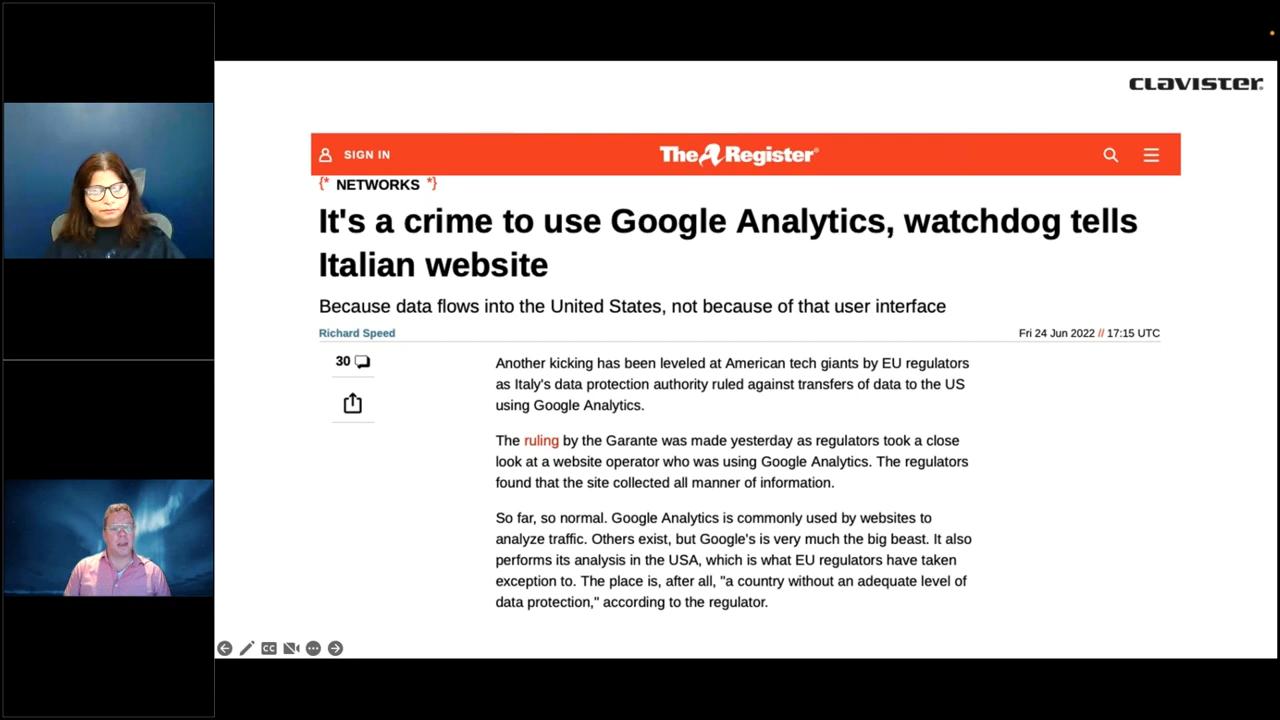 CLAVISTER.
SIGN IN
The Register®
{* NETWORKS *}
It's a crime to use Google Analytics, watchdog tells
Italian website
Because data flows into the United States, not because of that user interface
Richard Speed
Fri 24 Jun 2022 // 17:15 UTC
30
Another kicking has been leveled at American tech giants by EU regulators
as Italy's data protection authority ruled against transfers of data to the US
using Google Analytics.
The ruling by the Garante was made yesterday as regulators took a close
look at a website operator who was using Google Analytics. The regulators
found that the site collected all manner of information.
So far, so normal. Google Analytics is commonly used by websites to
analyze traffic. Others exist, but Google's is very much the big beast. It also
performs its analysis in the USA, which is what EU regulators have taken
exception to. The place is, after all, "a country without an adequate level of
data protection," according to the regulator.
CC